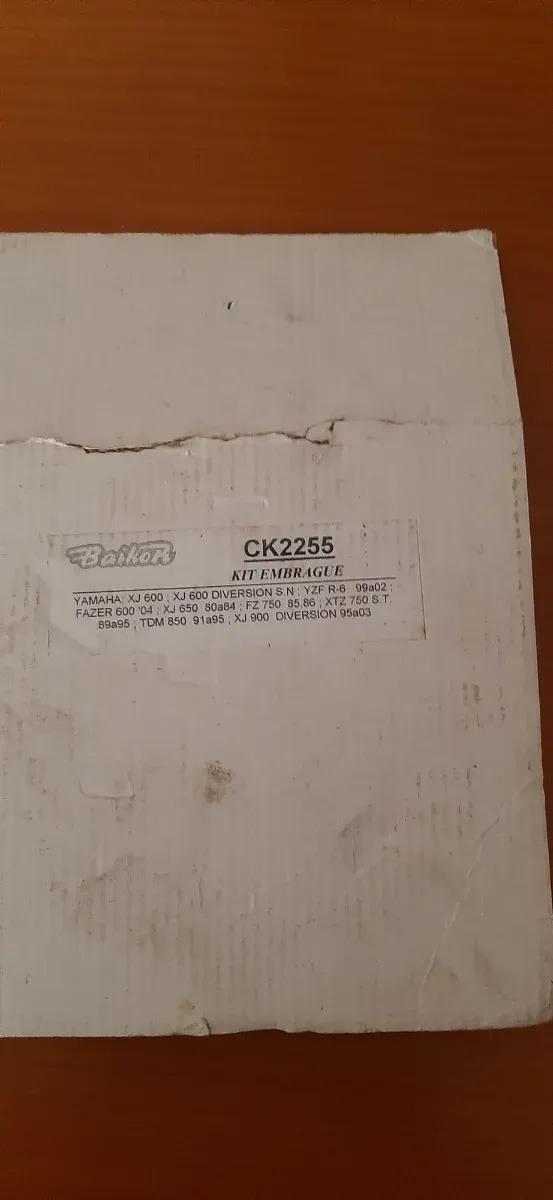 Baikor
CK2255
KIT EMBRAGUE
YAMAHA: XJ 600 ; XJ 600 DIVERSION S.N ; YZF R-6 99a02 ;
FAZER 600 '04 ; XJ 650 80a84 ; FZ 750 85.86 ; XTZ 750 S.T.
89a95 ; TDM 850 91a95 ; XJ 900 DIVERSION 95a03